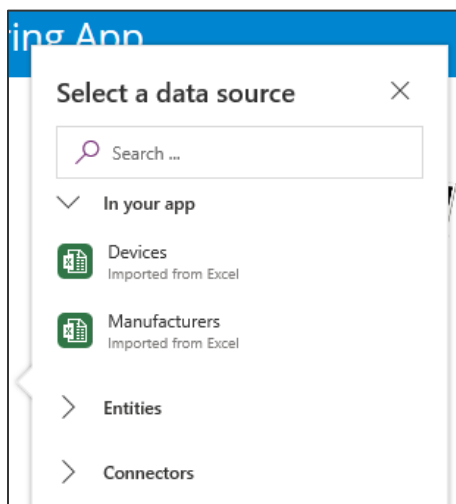 ring App
Select a data source
Search ...
In your app
Devices
Imported from Excel
Manufacturers
Imported from Excel
Entities
Connectors